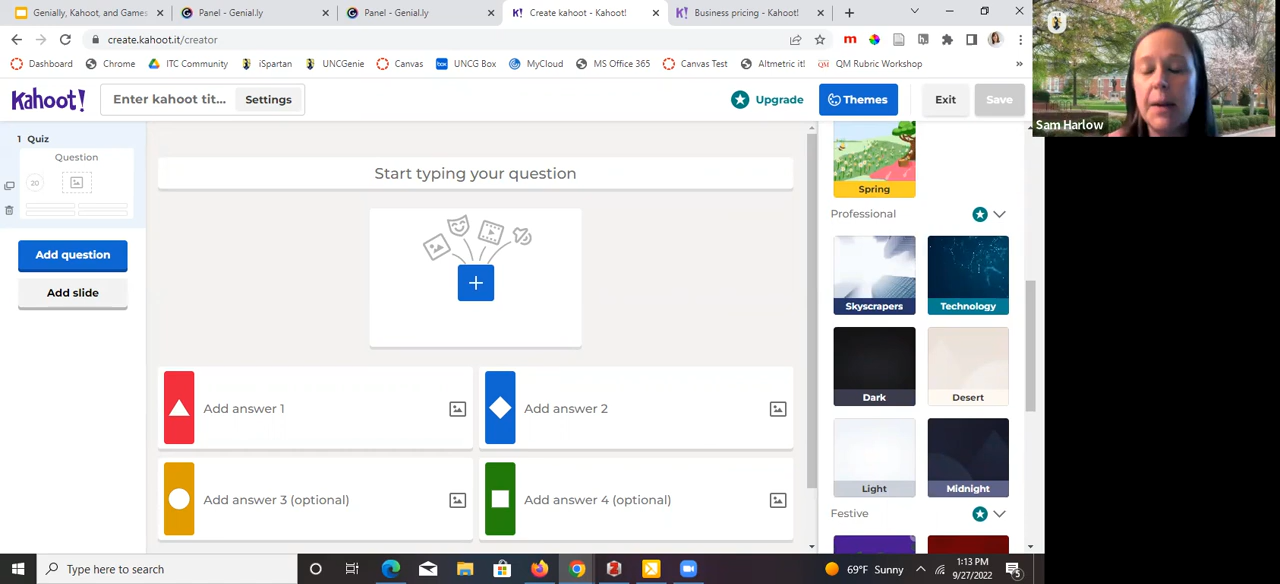 Genially, Kahoot, and Games
Panel - Genial.ly
Panel - Genial.ly
K! Create kahoot - Kahoot!
K! Business pricing - Kahoot!
create.kahoot.it/creator
Dashboard
Chrome
ITC Community
iSpartan
UNCGenie
Canvas
box UNCG Box
MyCloud
MS Office 365
Canvas Test
Altmetric it!
QM QM Rubric Workshop
Kahoot!
Enter kahoot tit...
Settings
Upgrade
Themes
Exit
Save
Sam Harlow
1 Quiz
Question
20
Add question
Add slide
Start typing your question
Add answer 1
Add answer 2
Add answer 3 (optional)
Add answer 4 (optional)
Spring
Professional
Skyscrapers
Technology
Dark
Desert
Light
Midnight
Festive
Type here to search
69°F Sunny
1:13 PM
9/27/2022
5